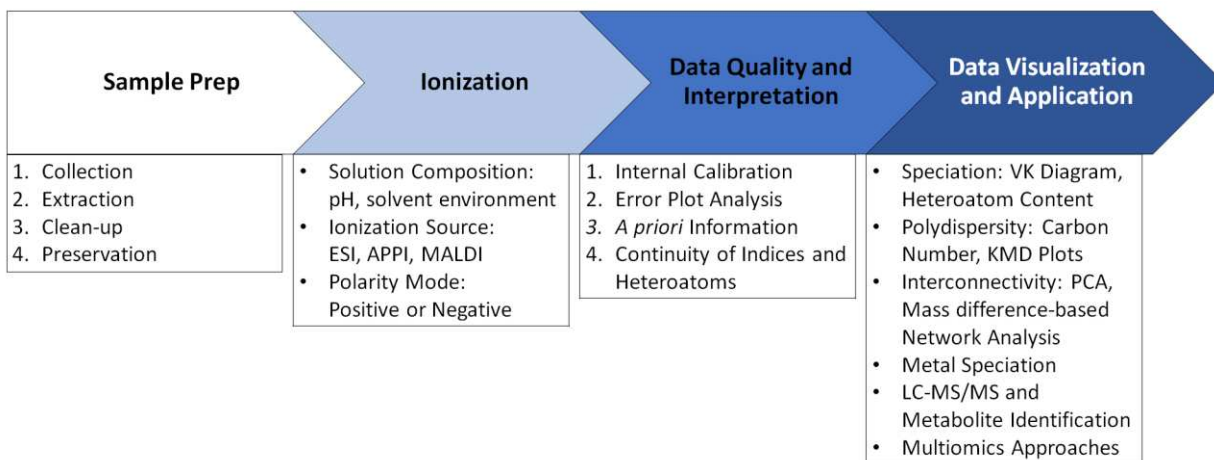 Sample Prep
Ionization
Data Quality and
Interpretation
Data Visualization
and Application
1. Collection
2. Extraction
3. Clean-up
4. Preservation
• Solution Composition:
pH, solvent environment
• Ionization Source:
ESI, APPI, MALDI
• Polarity Mode:
Positive or Negative
1. Internal Calibration
2. Error Plot Analysis
3. A priori Information
4. Continuity of Indices and
Heteroatoms
• Speciation: VK Diagram,
Heteroatom Content
• Polydispersity: Carbon
Number, KMD Plots
• Interconnectivity: PCA,
Mass difference-based
Network Analysis
• Metal Speciation
• LC-MS/MS and
Metabolite Identification
• Multiomics Approaches